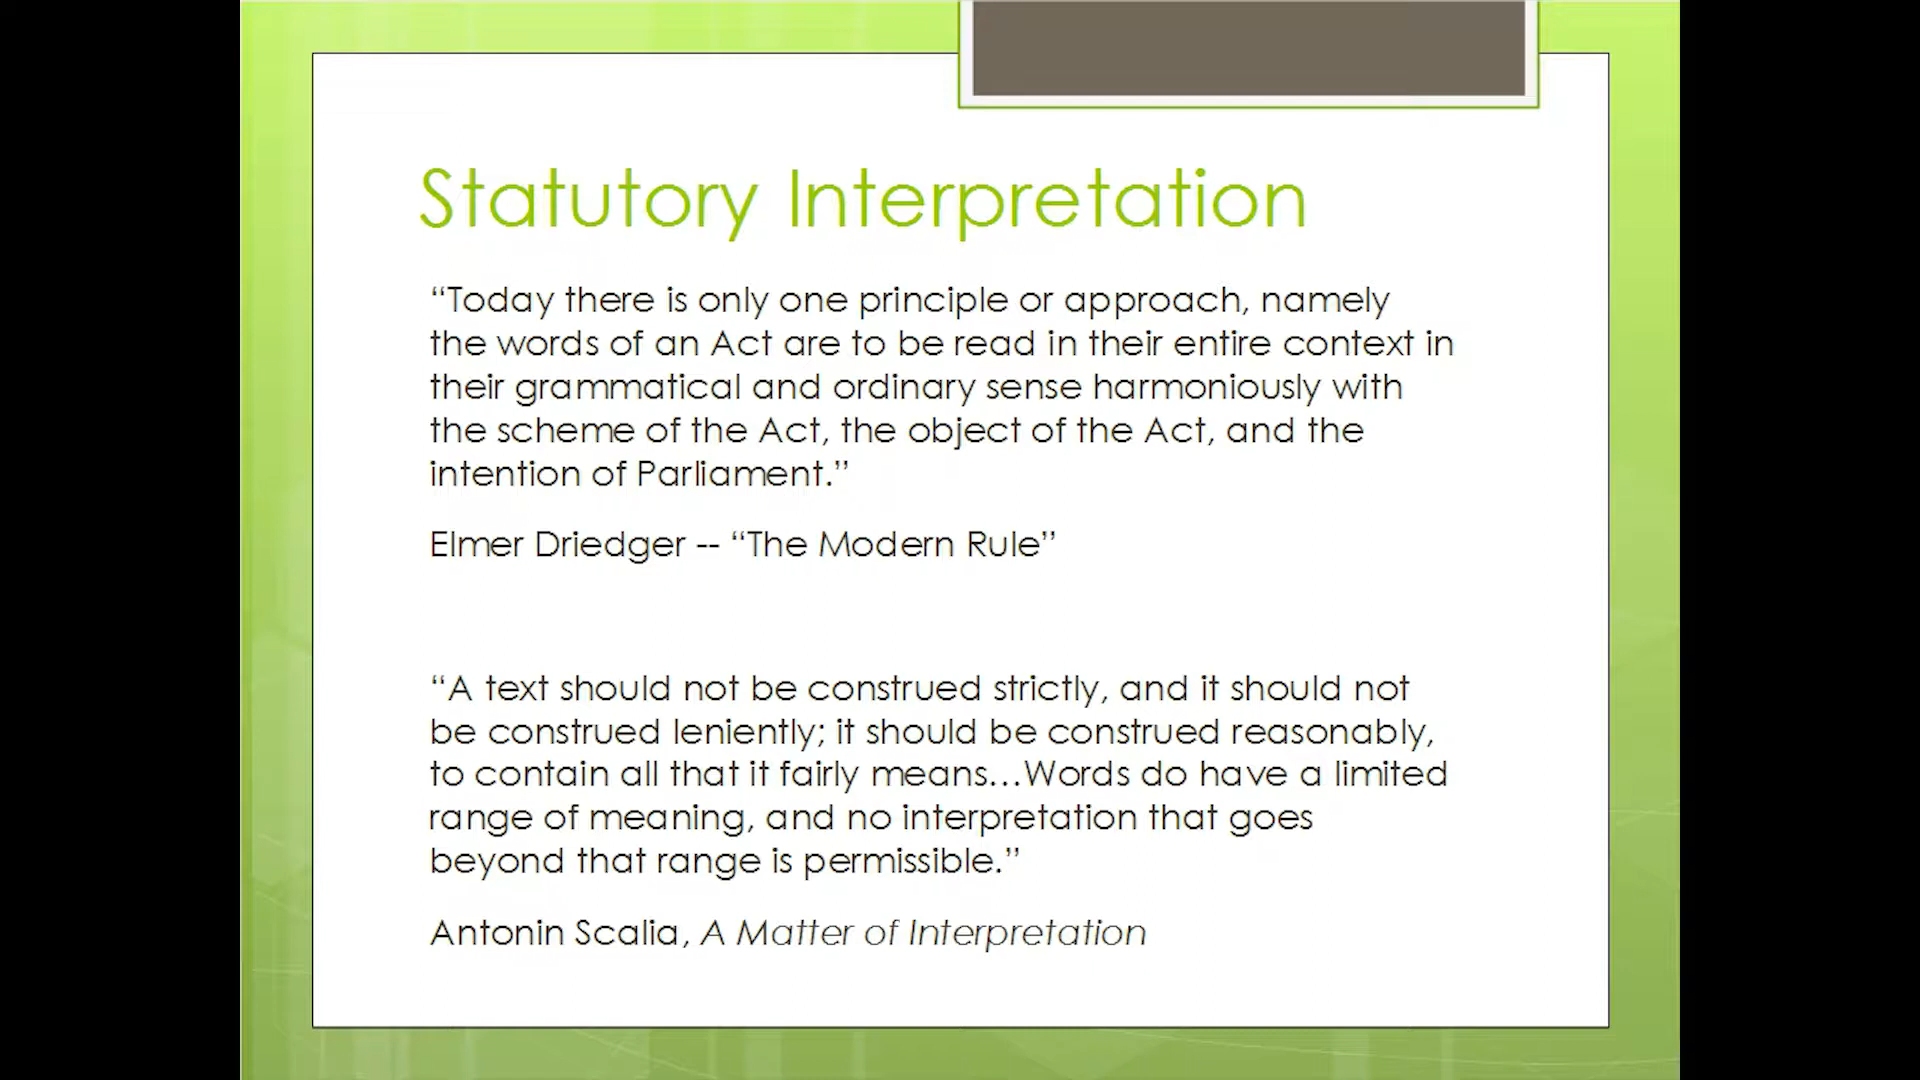 Statutory Interpretation
“Today there is only one principle or approach, namely
the words of an Act are to be read in their entire context in
their grammatical and ordinary sense harmoniously with
the scheme of the Act, the object of the Act, and the
intention of Parliament.”
Elmer Driedger -- “The Modern Rule”
“A text should not be construed strictly, and it should not
be construed leniently; it should be construed reasonably,
to contain all that it fairly means…Words do have a limited
range of meaning, and no interpretation that goes
beyond that range is permissible.”
Antonin Scalia, A Matter of Interpretation